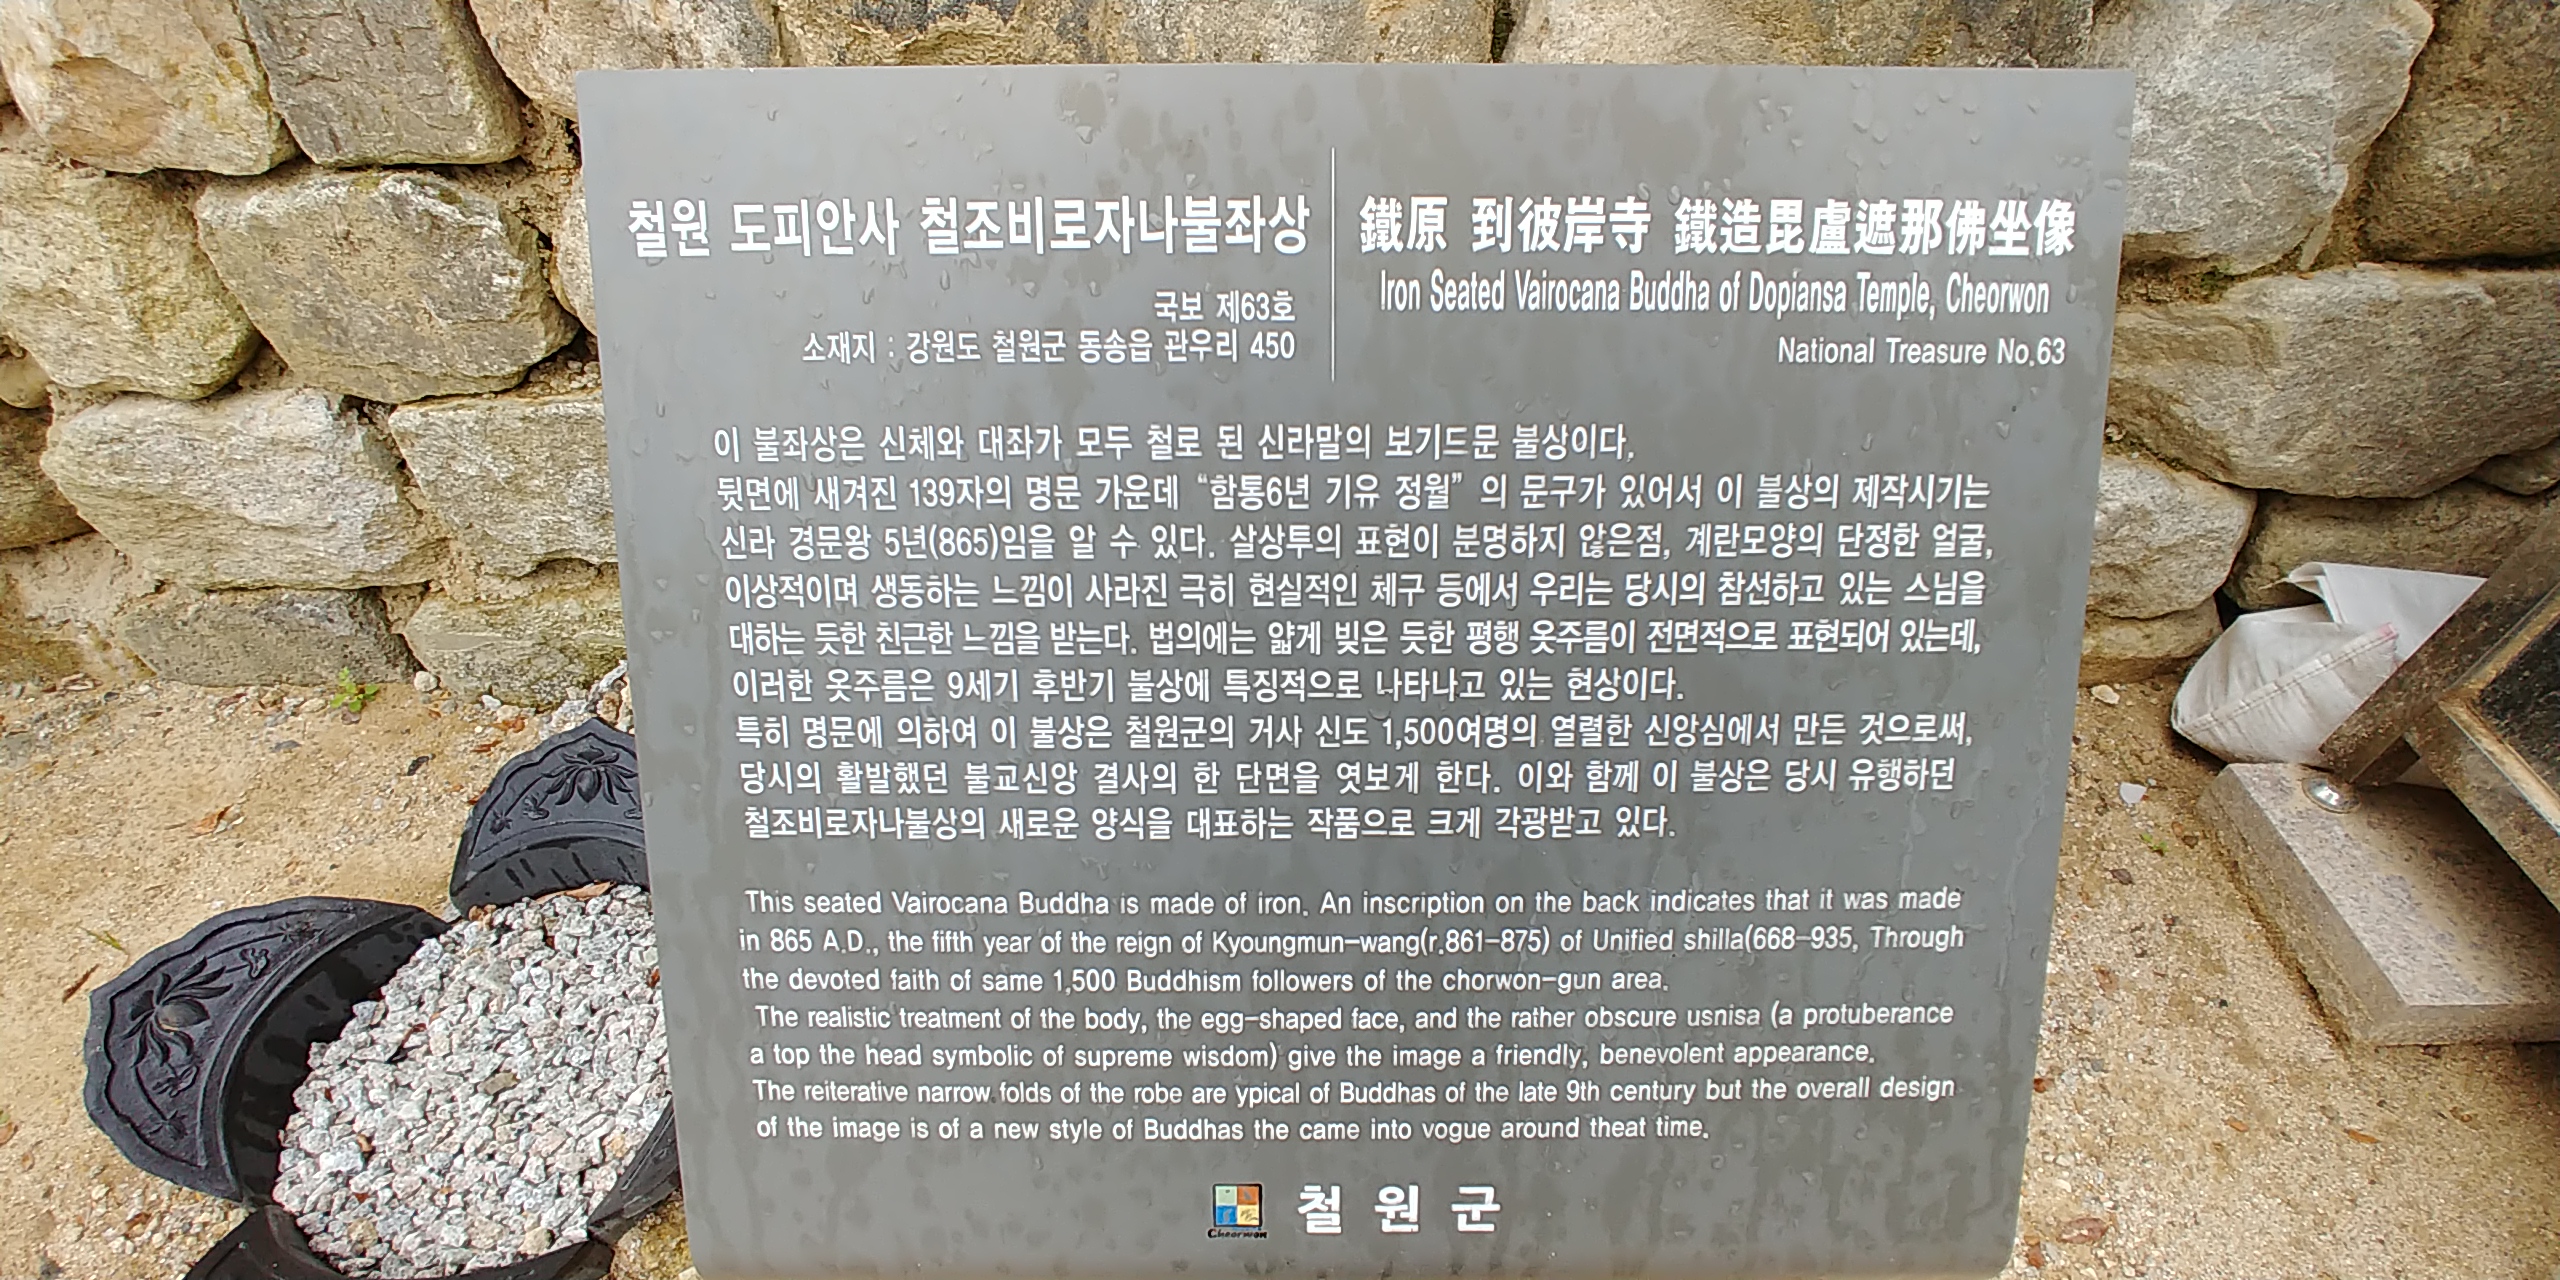 철원 도피안사 철조비로자나불좌상
국보 제63호
소재지 : 강원도 철원군 동송읍 관우리 450
鐵原 到彼岸寺 鐵造毘盧遮那佛坐像
Iron Seated Vairocana Buddha of Dopiansa Temple, Cheorwon
National Treasure No.63
이 불좌상은 신체와 대좌가 모두 철로 된 신라말의 보기드문 불상이다,
뒷면에 새겨진 139자의 명문 가운데 “함통6년 기유 정월” 의 문구가 있어서 이 불상의 제작시기는
신라 경문왕 5년(865)임을 알 수 있다. 살상투의 표현이 분명하지 않은점, 계란모양의 단정한 얼굴,
이상적이며 생동하는 느낌이 사라진 극히 현실적인 체구 등에서 우리는 당시의 참선하고 있는 스님을
대하는 듯한 친근한 느낌을 받는다. 법의에는 얇게 빚은 듯한 평행 옷주름이 전면적으로 표현되어 있는데,
이러한 옷주름은 9세기 후반기 불상에 특징적으로 나타나고 있는 현상이다.
특히 명문에 의하여 이 불상은 철원군의 거사 신도 1,500여명의 열렬한 신앙심에서 만든 것으로써,
당시의 활발했던 불교신앙 결사의 한 단면을 엿보게 한다. 이와 함께 이 불상은 당시 유행하던
철조비로자나불상의 새로운 양식을 대표하는 작품으로 크게 각광받고 있다.
This seated Vairocana Buddha is made of iron. An inscription on the back indicates that it was made
in 865 A.D., the fifth year of the reign of Kyoungmun-wang(r.861-875) of Unified shilla(668-935, Through
the devoted faith of same 1,500 Buddhism followers of the chorwon-gun area.
The realistic treatment of the body, the egg-shaped face, and the rather obscure usnisa (a protuberance
a top the head symbolic of supreme wisdom) give the image a friendly, benevolent appearance.
The reiterative narrow folds of the robe are ypical of Buddhas of the late 9th century but the overall design
of the image is of a new style of Buddhas the came into vogue around theat time.
Cheorwon
철원군